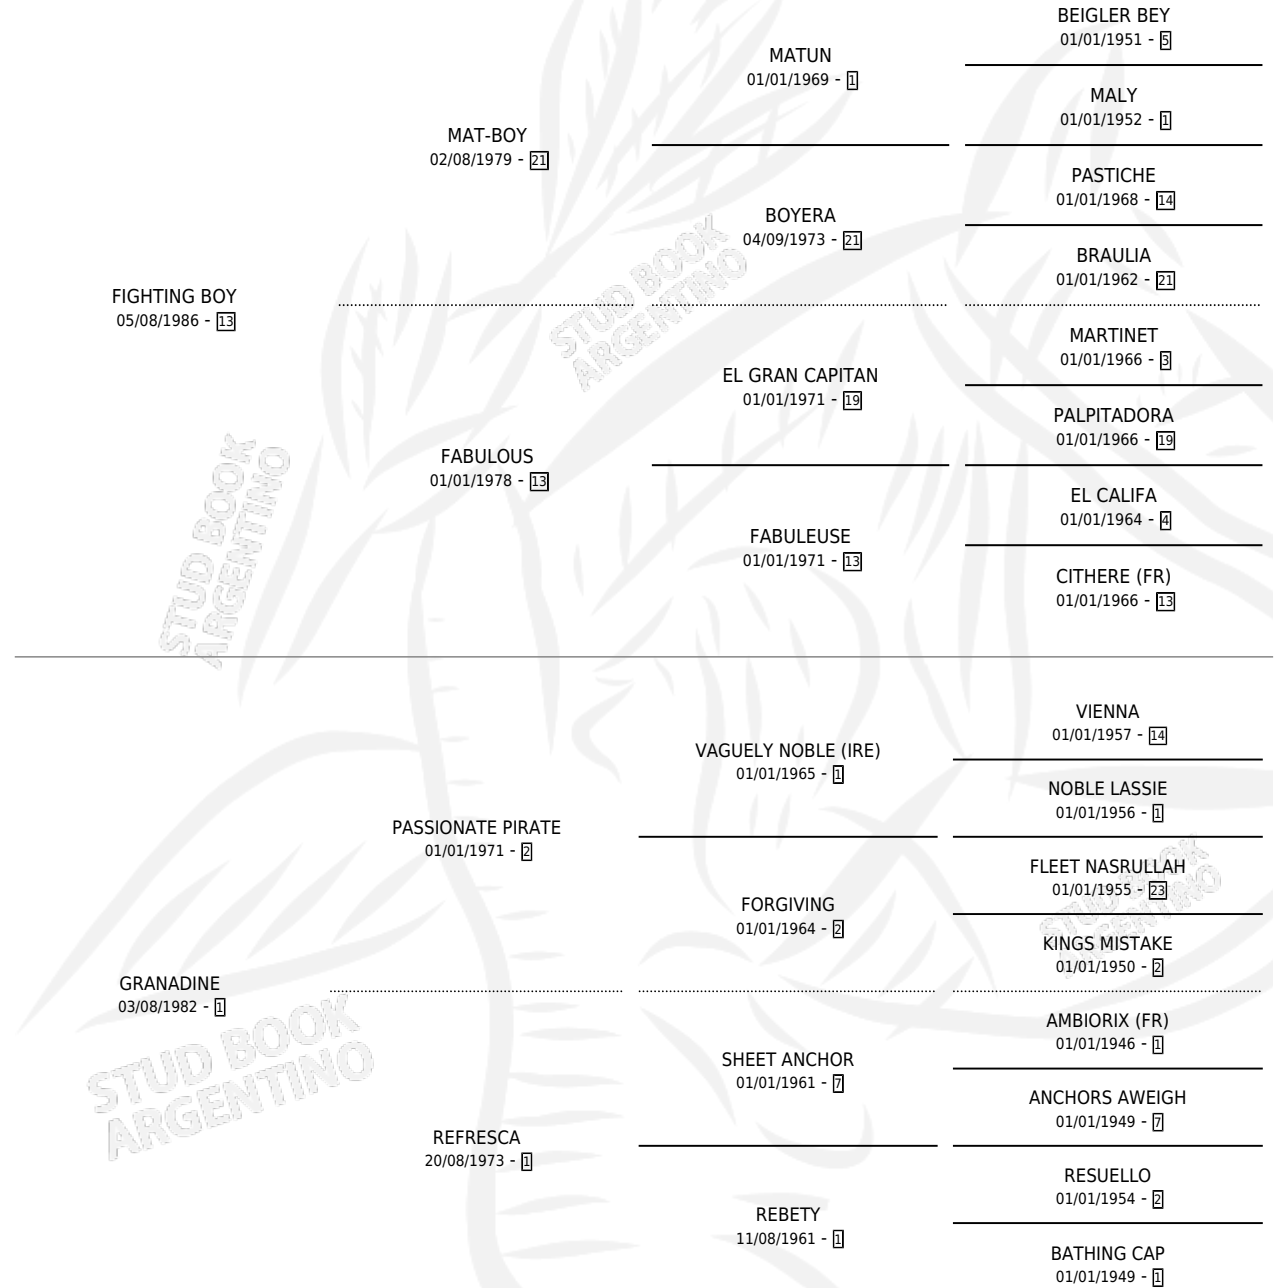 BEIGLER BEY
01/01/1951 - 5
MATUN
01/01/1969 - 1
MALY
01/01/1952 - 1
MAT-BOY
02/08/1979 - 21
PASTICHE
01/01/1968 - 14
BOYERA
04/09/1973 - 21
BRAULIA
01/01/1962 - 21
FIGHTING BOY
05/08/1986 - 13
MARTINET
01/01/1966 - 3
EL GRAN CAPITAN
01/01/1971 - 19
PALPITADORA
01/01/1966 - 19
FABULOUS
01/01/1978 - 13
EL CALIFA
01/01/1964 - 4
FABULEUSE
01/01/1971 - 13
CITHERE (FR)
01/01/1966 - 13
VIENNA
01/01/1957 - 14
VAGUELY NOBLE (IRE)
01/01/1965 - 1
NOBLE LASSIE
01/01/1956 - 1
PASSIONATE PIRATE
01/01/1971 - 2
FLEET NASRULLAH
01/01/1955 - 23
FORGIVING
01/01/1964 - 2
KINGS MISTAKE
01/01/1950 - 2
GRANADINE
03/08/1982 - 1
AMBIORIX (FR)
01/01/1946 - 1
SHEET ANCHOR
01/01/1961 - 7
ANCHORS AWEIGH
01/01/1949 - 7
REFRESCA
20/08/1973 - 1
RESUELLO
01/01/1954 - 2
REBETY
11/08/1961 - 1
BATHING CAP
01/01/1949 - 1
STUD BOOK
ARGENTINO
STUD BOOK
ARGENTINO
STUD BOOK
ARGENTINO
STUD BOOK
ARGENTINO